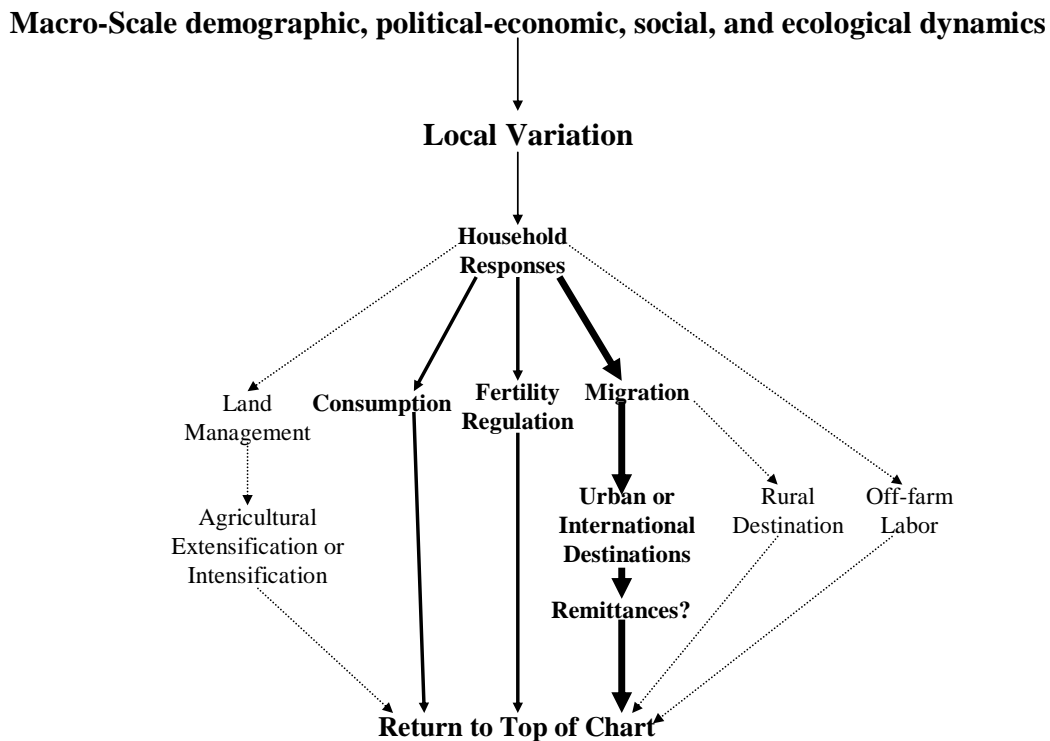 Macro-Scale demographic, political-economic, social, and ecological dynamics
Local Variation
Household
Responses
Land
Management
Consumption
Fertility
Regulation
Migration
Agricultural
Extensification or
Intensification
Urban or
International
Destinations
Rural
Destination
Off-farm
Labor
Remittances?
Return to Top of Chart